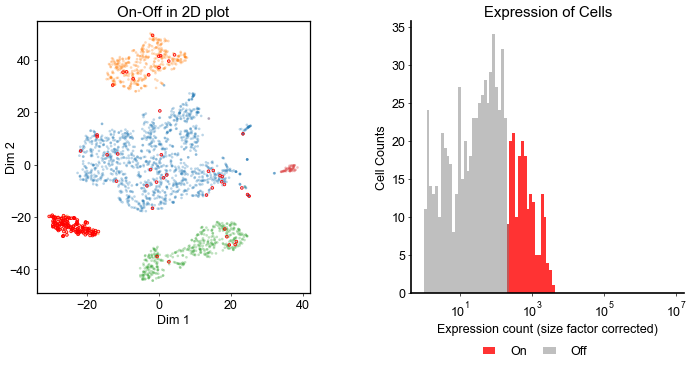 On-Off in 2D plot
Dim 2
40
20
0
−20
−40
−20
0
20
40
Dim 1
Expression of Cells
Cell Counts
35
30
25
20
15
10
5
0
10^1
10^3
10^5
10^7
Expression count (size factor corrected)
On
Off